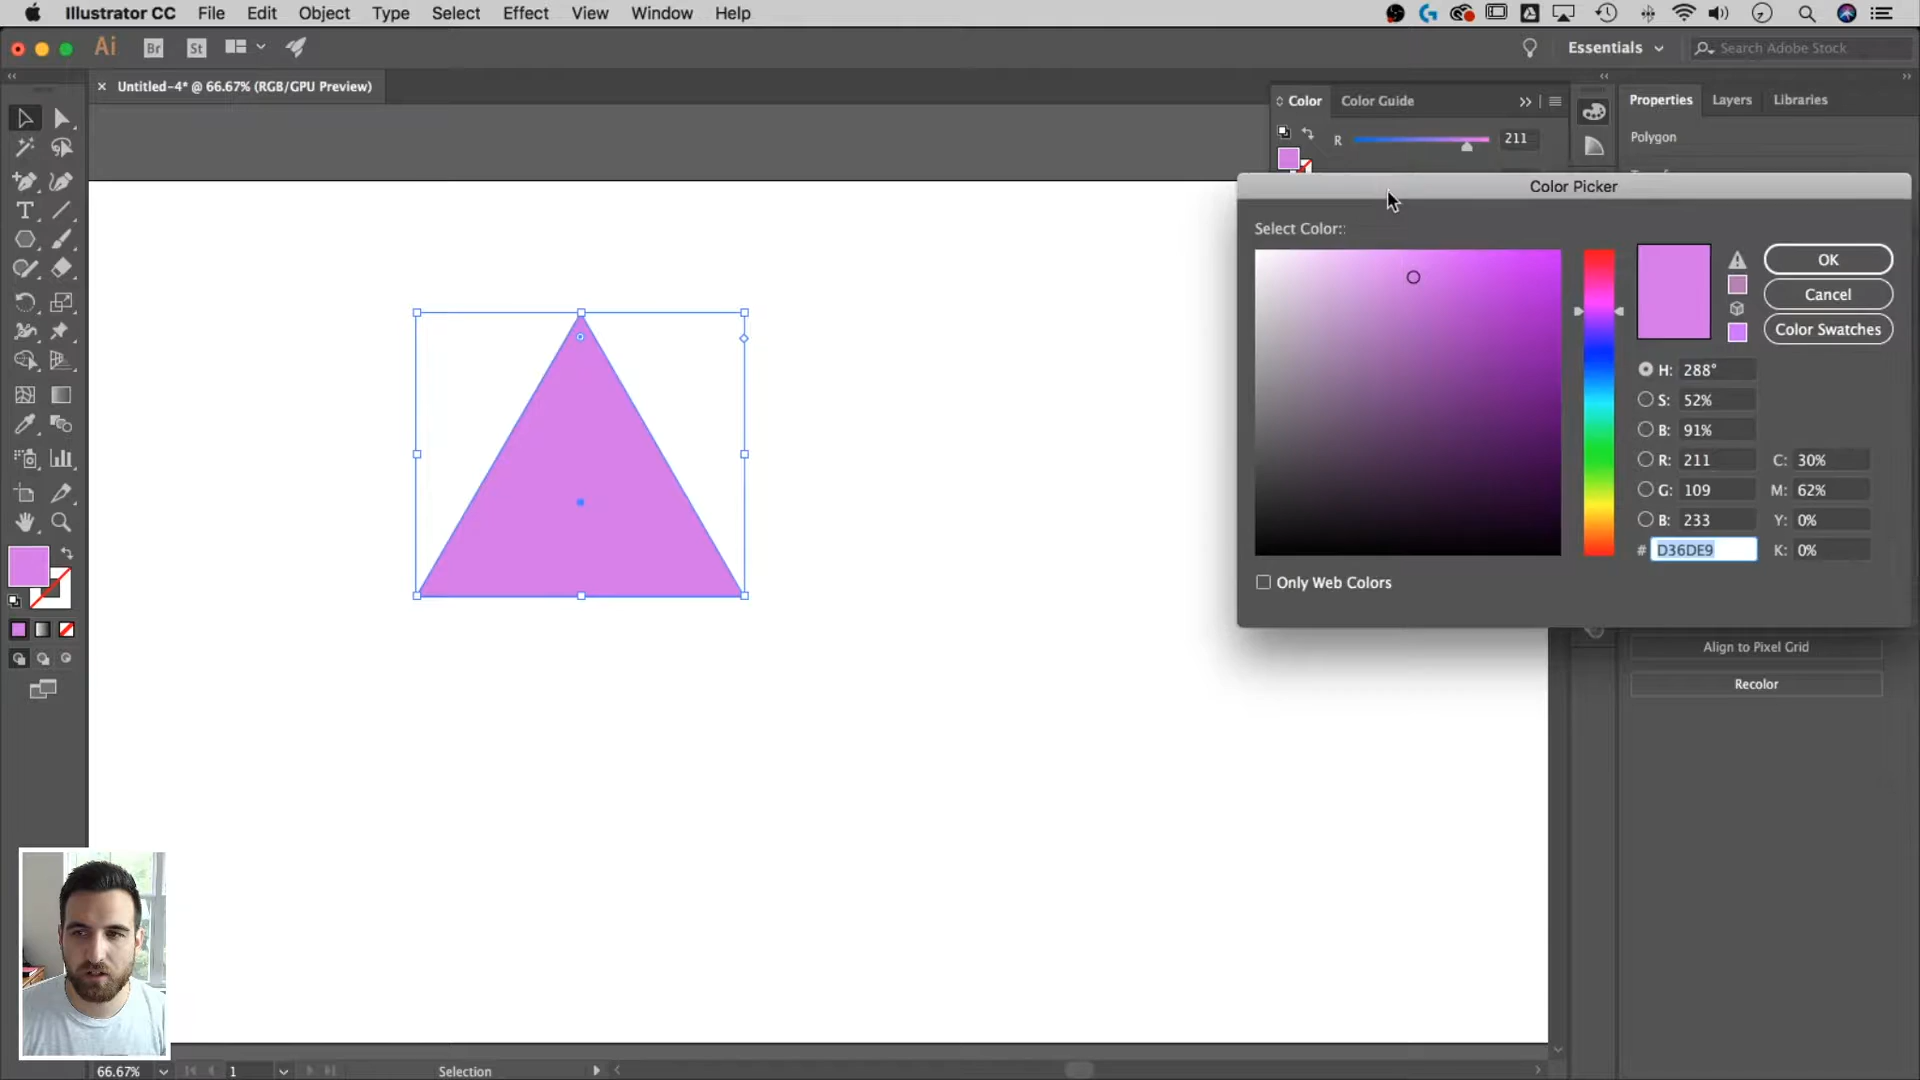 Illustrator CC File Edit Object Type Select Effect View Window Help
Ai Br St Essentials Search Adobe Stock
Untitled-4* @ 66.67% (RGB/GPU Preview)
Color Color Guide
R 211
Properties Layers Libraries
Polygon
Color Picker
Select Color::
OK
Cancel
Color Swatches
H: 288°
S: 52%
B: 91%
R: 211 C: 30%
G: 109 M: 62%
B: 233 Y: 0%
# D36DE9 K: 0%
Only Web Colors
Align to Pixel Grid
Recolor
66.67% 1 Selection